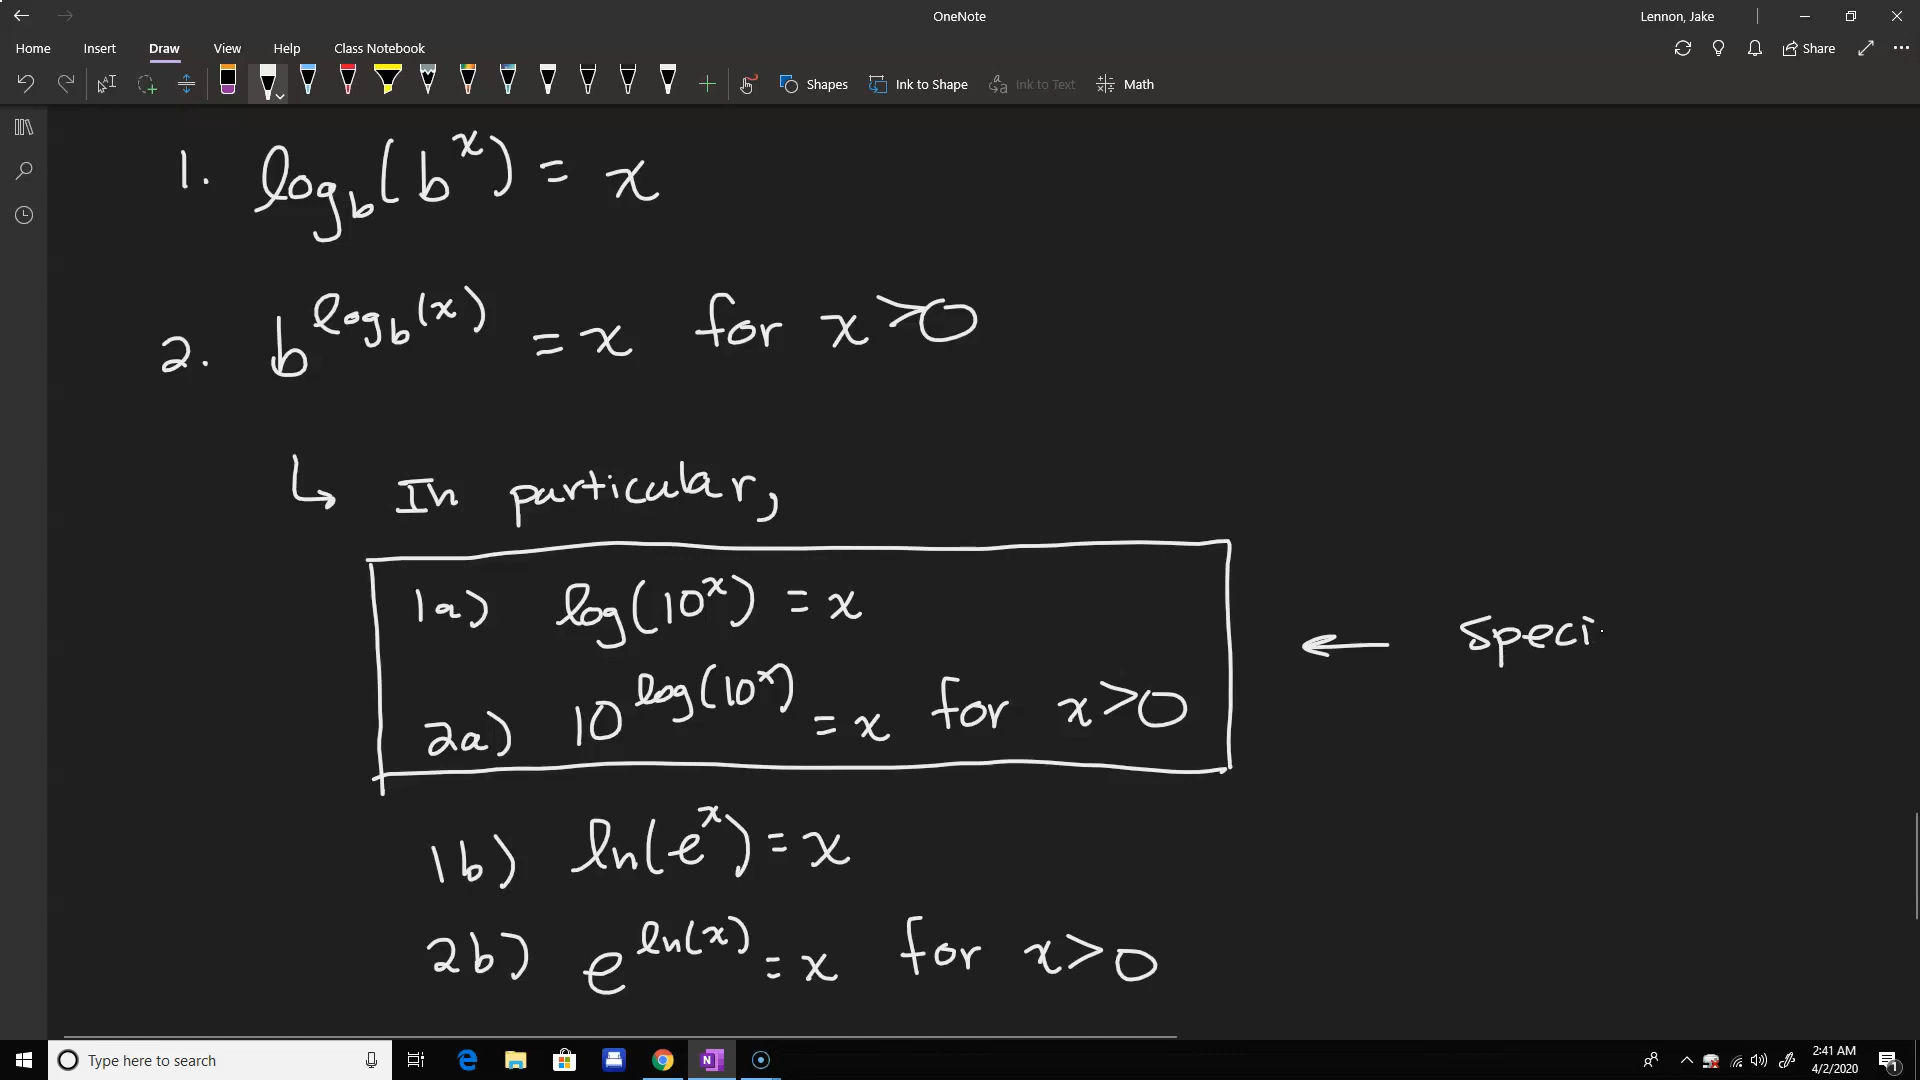 OneNote
Lennon, Jake
Home Insert Draw View Help Class Notebook
Share
Shapes Ink to Shape Ink to Text Math
1. log_b(b^x) = x
2. b^{log_b(x)} = x for x>0
↳ In particular,
1a) log(10^x) = x
← Speci
2a) 10^{log(10^x)} = x for x>0
1b) ln(e^x) = x
2b) e^{ln(x)} = x for x>0
Type here to search
2:41 AM
4/2/2020
1